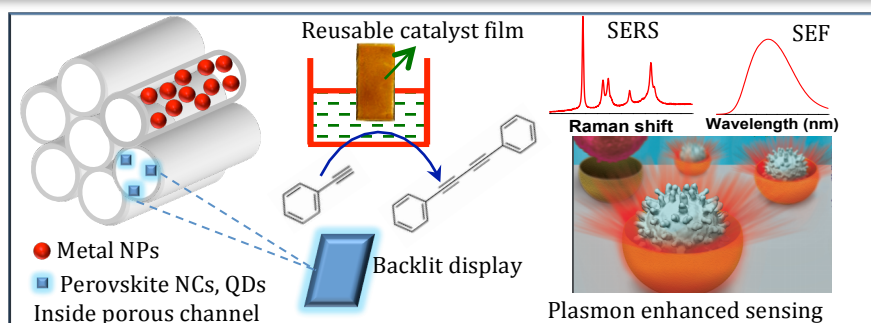 Reusable catalyst film
SERS
SEF
Raman shift
Wavelength (nm)
Metal NPs
Perovskite NCs, QDs
Inside porous channel
Backlit display
Plasmon enhanced sensing